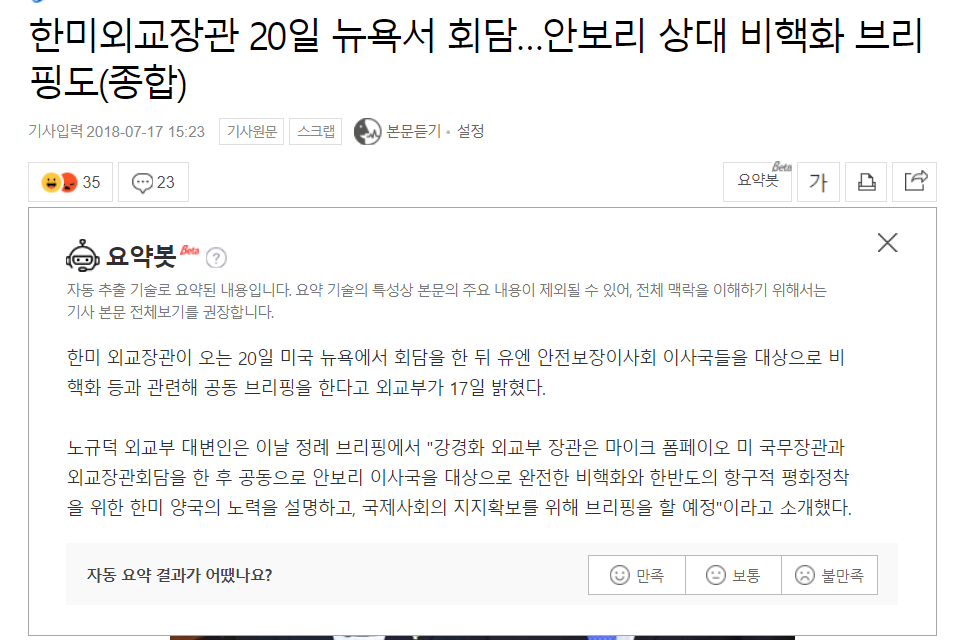 한미외교장관 20일 뉴욕서 회담…안보리 상대 비핵화 브리
핑도(종합)
기사입력 2018-07-17 15:23 기사원문 스크랩 본문듣기 · 설정
35 23 요약봇 Beta 가
요약봇 Beta ?
자동 추출 기술로 요약된 내용입니다. 요약 기술의 특성상 본문의 주요 내용이 제외될 수 있어, 전체 맥락을 이해하기 위해서는
기사 본문 전체보기를 권장합니다.
한미 외교장관이 오는 20일 미국 뉴욕에서 회담을 한 뒤 유엔 안전보장이사회 이사국들을 대상으로 비
핵화 등과 관련해 공동 브리핑을 한다고 외교부가 17일 밝혔다.
노규덕 외교부 대변인은 이날 정례 브리핑에서 "강경화 외교부 장관은 마이크 폼페이오 미 국무장관과
외교장관회담을 한 후 공동으로 안보리 이사국을 대상으로 완전한 비핵화와 한반도의 항구적 평화정착
을 위한 한미 양국의 노력을 설명하고, 국제사회의 지지확보를 위해 브리핑을 할 예정"이라고 소개했다.
자동 요약 결과가 어땠나요? 만족 보통 불만족